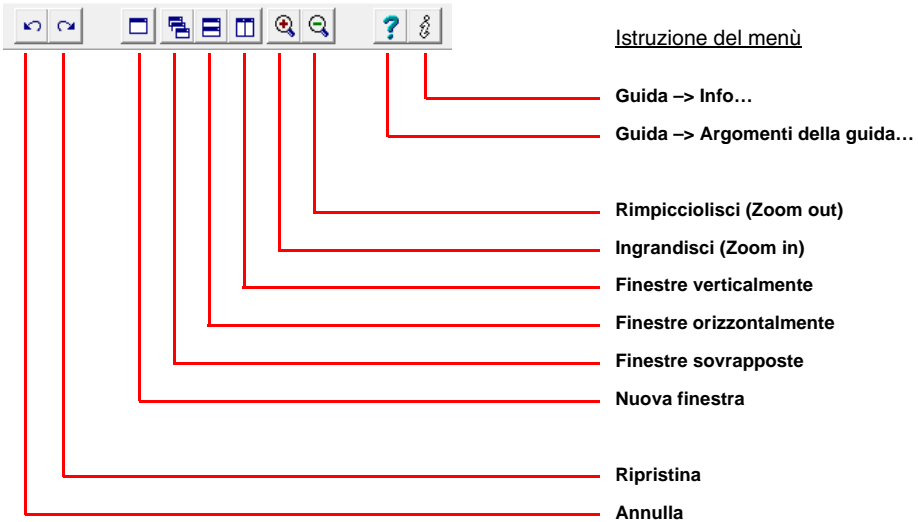 Istruzione del menù
Guida –> Info…
Guida –> Argomenti della guida…
Rimpicciolisci (Zoom out)
Ingrandisci (Zoom in)
Finestre verticalmente
Finestre orizzontalmente
Finestre sovrapposte
Nuova finestra
Ripristina
Annulla